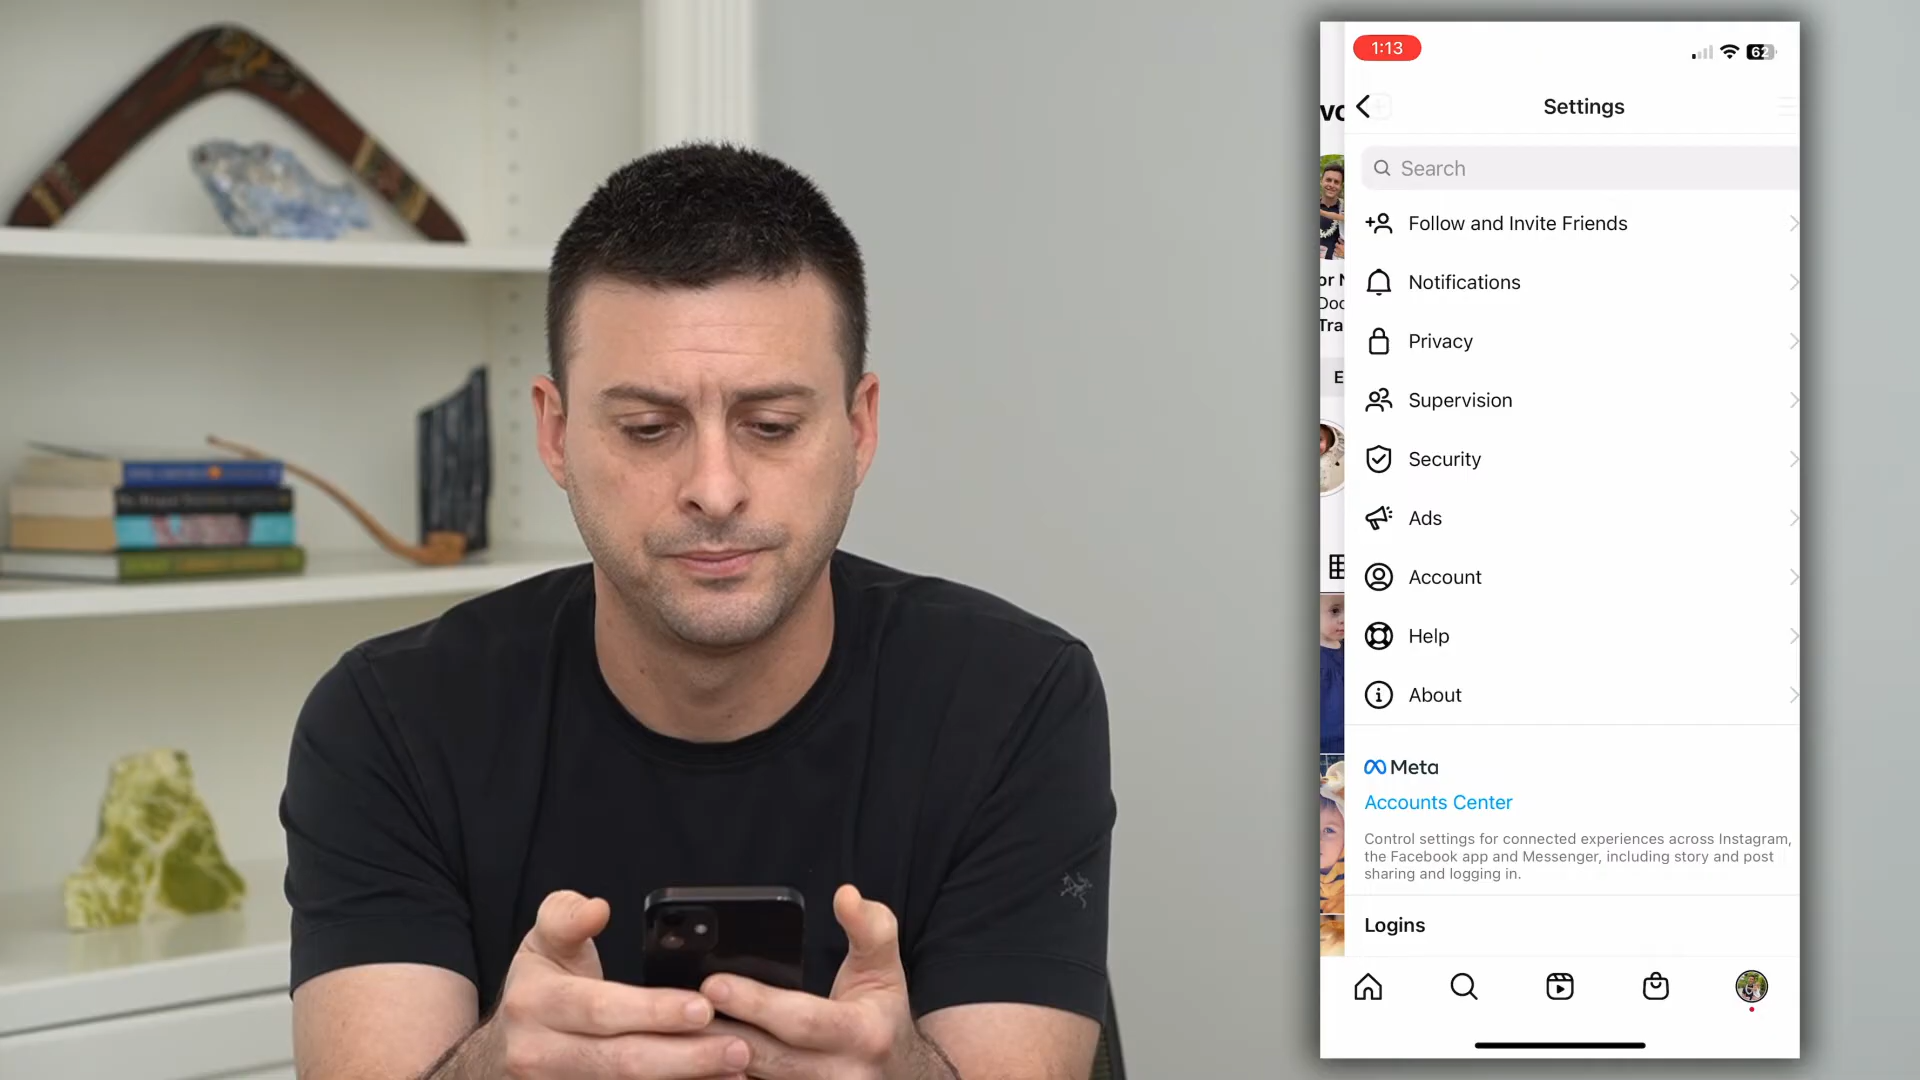 1:13
62
Settings
Search
Follow and Invite Friends
Notifications
Privacy
Supervision
Security
Ads
Account
Help
About
Meta
Accounts Center
Control settings for connected experiences across Instagram,
the Facebook app and Messenger, including story and post
sharing and logging in.
Logins